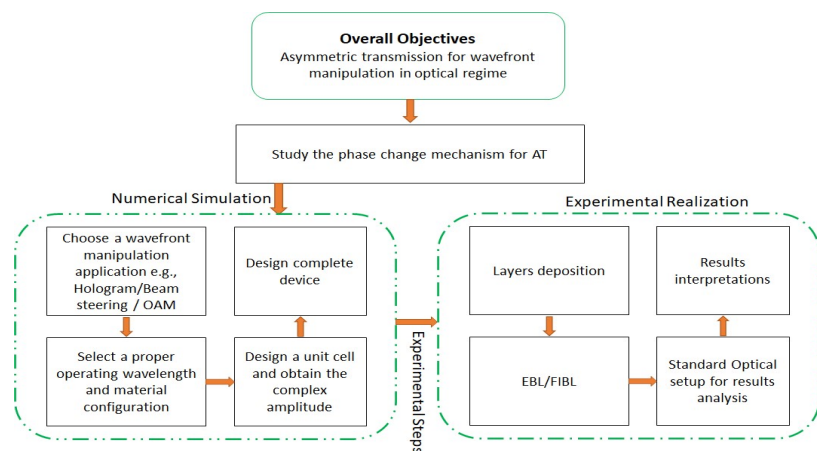 Overall Objectives
Asymmetric transmission for wavefront
manipulation in optical regime
Study the phase change mechanism for AT
Numerical Simulation
Choose a wavefront
manipulation application e.g.,
Hologram/Beam
steering / OAM
Select a proper
operating wavelength
and material
configuration
Design a unit cell
and obtain the
complex
amplitude
Design complete
device
Experimental Steps
Experimental Realization
Layers deposition
EBL/FIBL
Standard Optical
setup for results
analysis
Results
interpretations